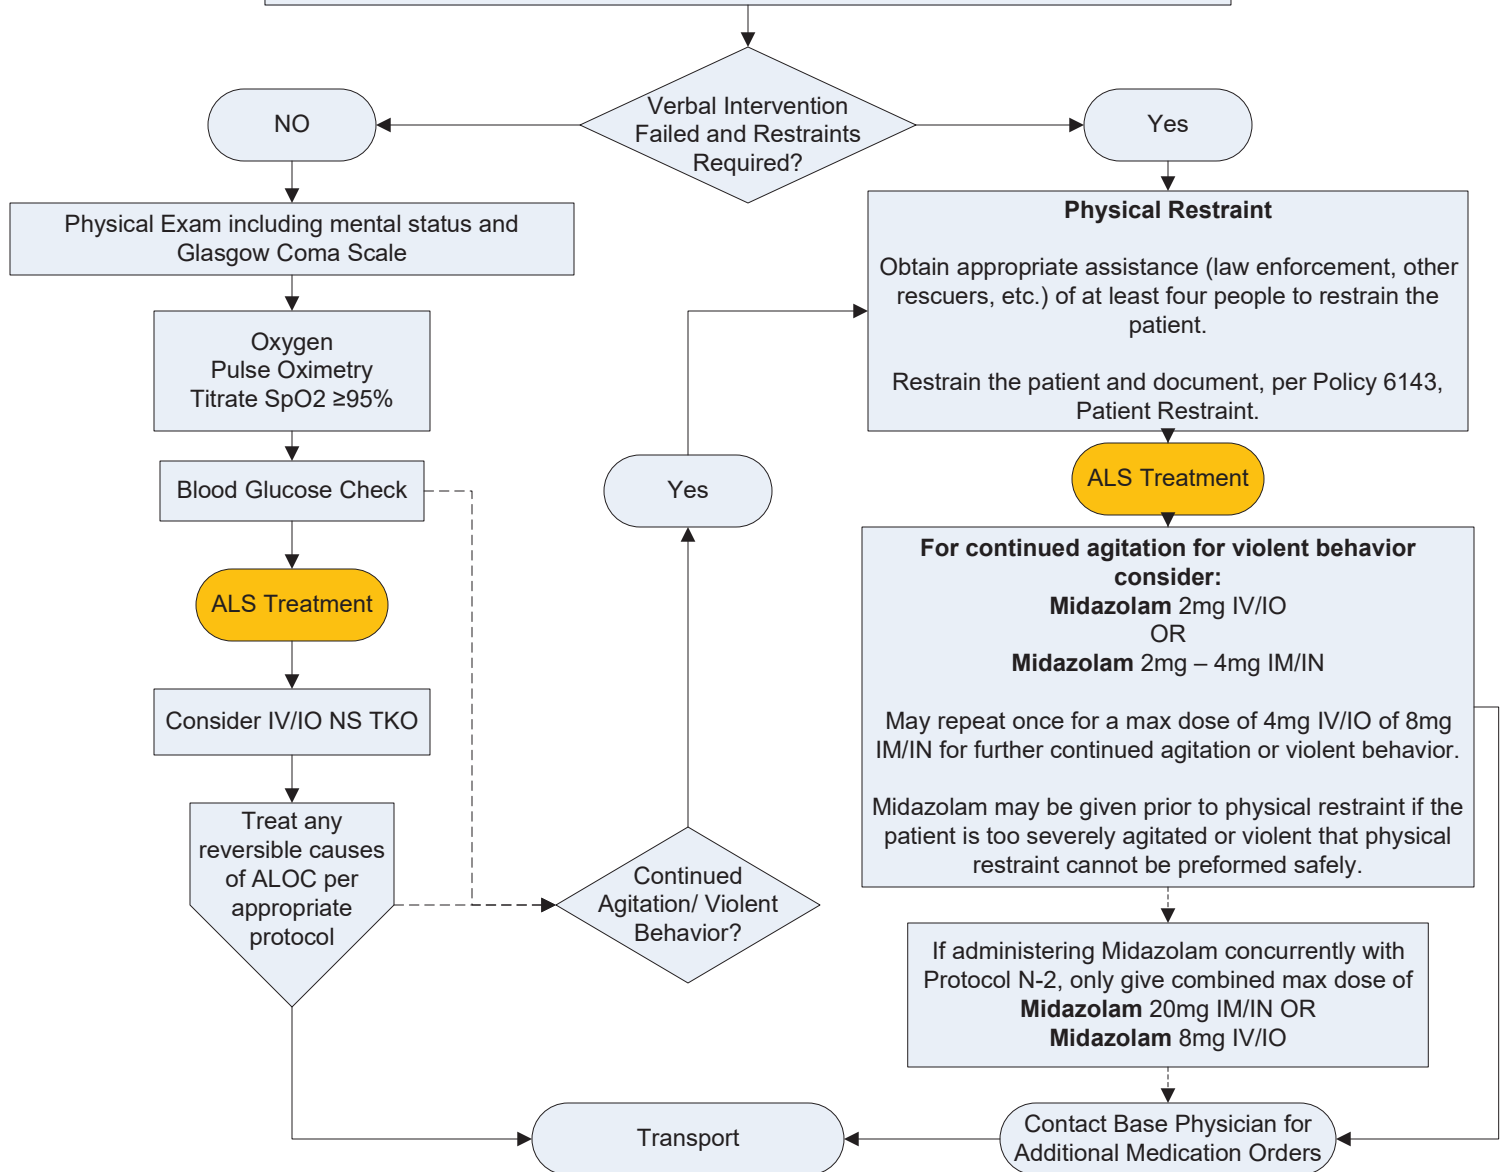 Verbal Intervention
Failed and Restraints
Required?
NO
Yes
Physical Exam including mental status and
Glasgow Coma Scale
Oxygen
Pulse Oximetry
Titrate SpO2 ≥95%
Blood Glucose Check
ALS Treatment
Consider IV/IO NS TKO
Treat any
reversible causes
of ALOC per
appropriate
protocol
Continued
Agitation/ Violent
Behavior?
Yes
Physical Restraint
Obtain appropriate assistance (law enforcement, other
rescuers, etc.) of at least four people to restrain the
patient.
Restrain the patient and document, per Policy 6143,
Patient Restraint.
ALS Treatment
For continued agitation for violent behavior
consider:
Midazolam 2mg IV/IO
OR
Midazolam 2mg – 4mg IM/IN
May repeat once for a max dose of 4mg IV/IO of 8mg
IM/IN for further continued agitation or violent behavior.
Midazolam may be given prior to physical restraint if the
patient is too severely agitated or violent that physical
restraint cannot be preformed safely.
If administering Midazolam concurrently with
Protocol N-2, only give combined max dose of
Midazolam 20mg IM/IN OR
Midazolam 8mg IV/IO
Contact Base Physician for
Additional Medication Orders
Transport